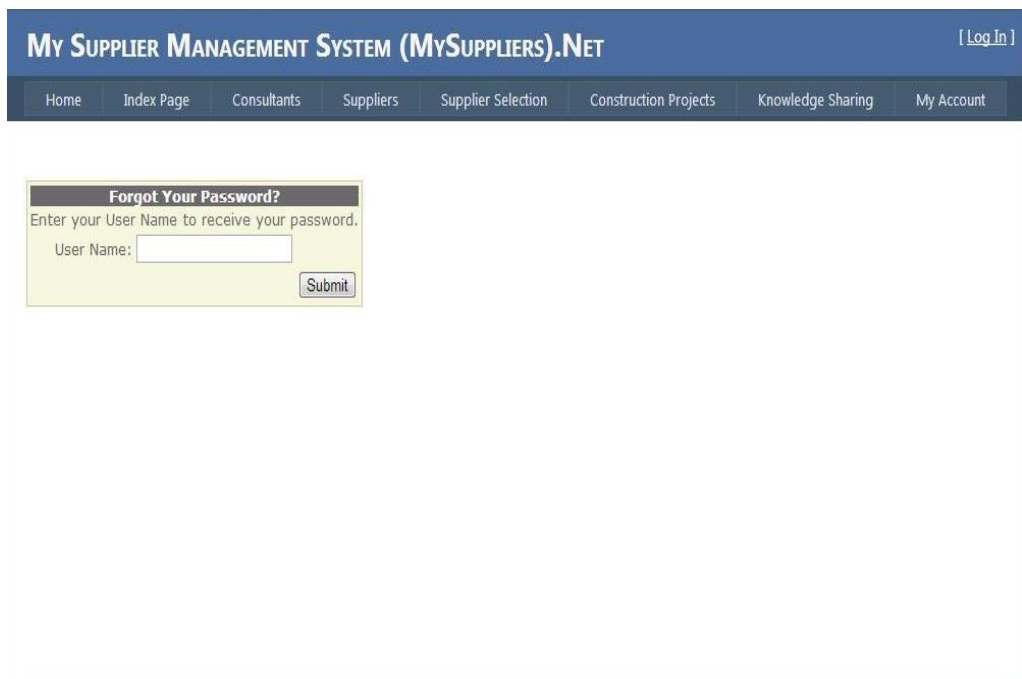 My Supplier Management System (MySuppliers).Net
[ Log In ]
Home Index Page Consultants Suppliers Supplier Selection Construction Projects Knowledge Sharing My Account
Forgot Your Password?
Enter your User Name to receive your password.
User Name:
Submit